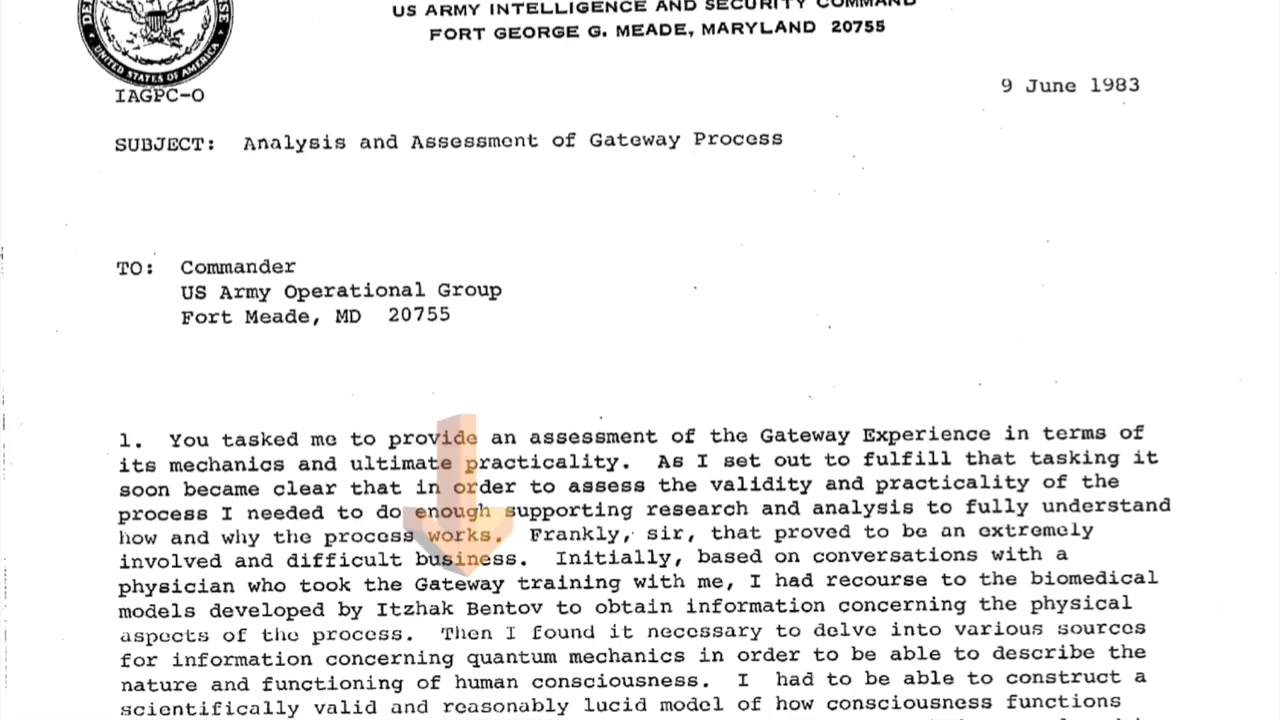 US ARMY INTELLIGENCE AND SECURITY COMMAND
FORT GEORGE G. MEADE, MARYLAND 20755
UNITED STATES OF AMERICA
IAGPC-O
9 June 1983
SUBJECT: Analysis and Assessment of Gateway Process
TO: Commander
US Army Operational Group
Fort Meade, MD 20755
1. You tasked me to provide an assessment of the Gateway Experience in terms of
its mechanics and ultimate practicality. As I set out to fulfill that tasking it
soon became clear that in order to assess the validity and practicality of the
process I needed to do enough supporting research and analysis to fully understand
how and why the process works. Frankly, sir, that proved to be an extremely
involved and difficult business. Initially, based on conversations with a
physician who took the Gateway training with me, I had recourse to the biomedical
models developed by Itzhak Bentov to obtain information concerning the physical
aspects of the process. Then I found it necessary to delve into various sources
for information concerning quantum mechanics in order to be able to describe the
nature and functioning of human consciousness. I had to be able to construct a
scientifically valid and reasonably lucid model of how consciousness functions